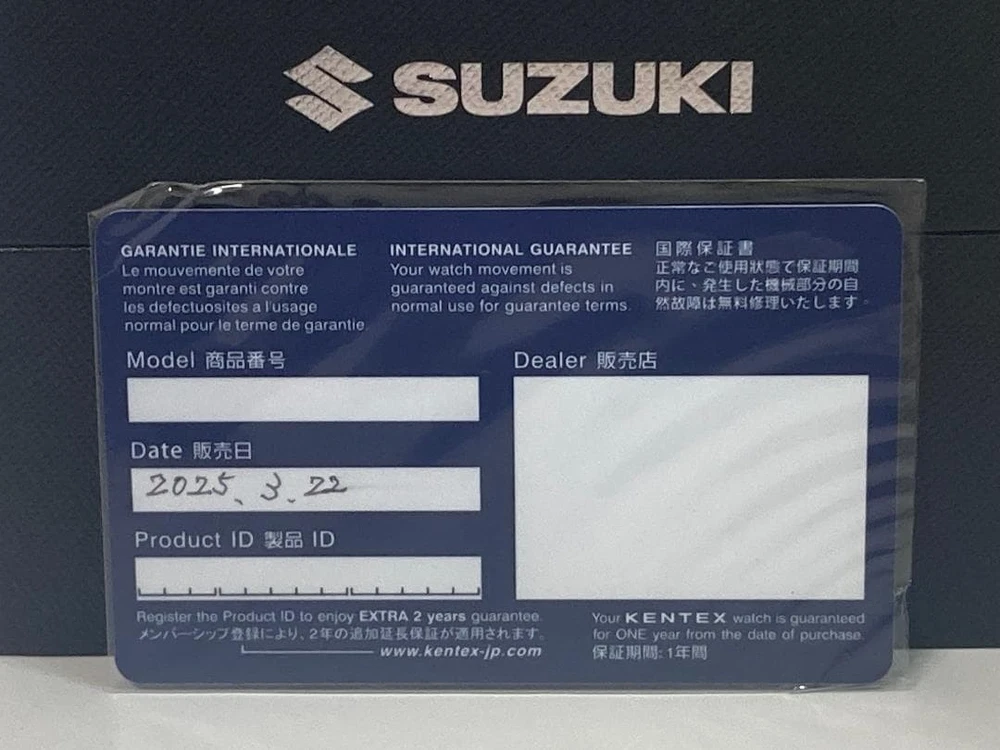 SUZUKI
GARANTIE INTERNATIONALE
Le mouvemente de votre
montre est garanti contre
les defectuosites a l'usage
normal pour le terme de garantie.
INTERNATIONAL GUARANTEE
Your watch movement is
guaranteed against defects in
normal use for guarantee terms.
国際保証書
正常なご使用状態で保証期間
内に、発生した機械部分の自
然故障は無料修理いたします
Model 商品番号
Date 販売日
2025. 3. 22
Product ID 製品 ID
Dealer 販売店
Register the Product ID to enjoy EXTRA 2 years guarantee.
メンバーシップ登録により、2年の追加延長保証が適用されます。
www.kentex-jp.com
Your KENTEX watch is guaranteed
for ONE year from the date of purchase.
保証期間: 1年間